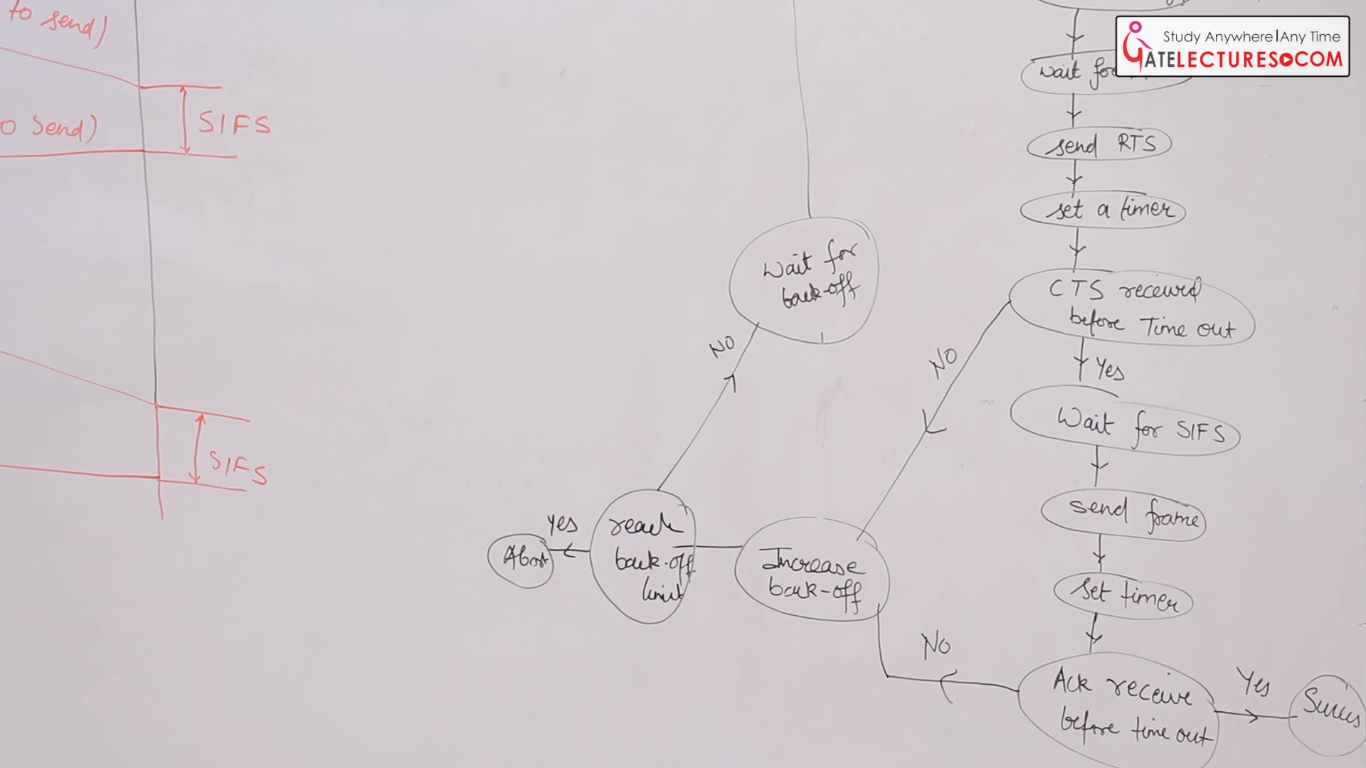 to send)
SIFS
o send)
SIFS
Study Anywhere|Any Time
GATELECTURES.COM
Wait for
send RTS
set a timer
CTS received
before Time out
NO
Yes
Wait for SIFS
send frame
set timer
Ack receive
before time out
Yes
Success
No
Increase
back-off
reach
back-off
limit
Yes
Abort
NO
Wait for
back-off